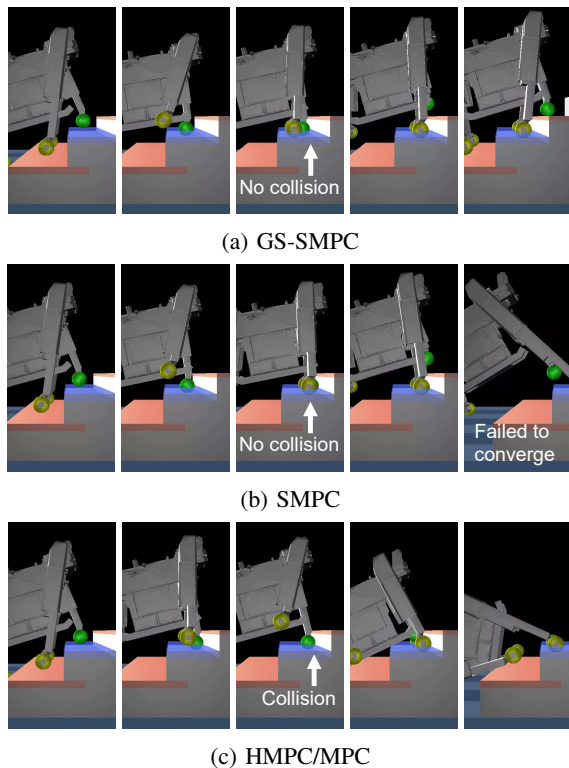 No collision
(a) GS-SMPC
No collision
Failed to
converge
(b) SMPC
Collision
(c) HMPC/MPC